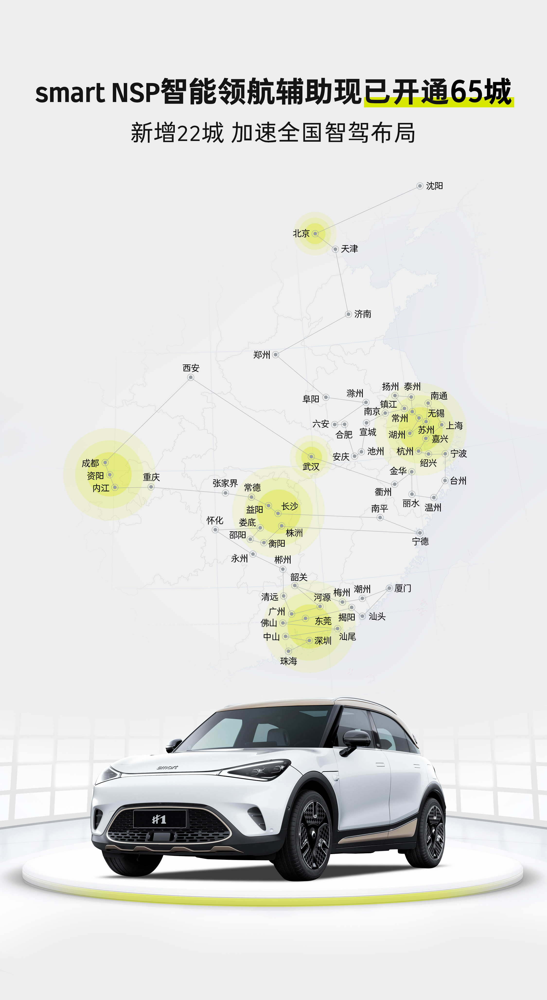 smart NSP智能领航辅助现已开通65城
新增22城 加速全国智驾布局
沈阳
北京
天津
济南
郑州
西安
扬州
泰州
滁州
南通
阜阳
镇江
南京
无锡
常州
六安
上海
苏州
合肥
宣城
湖州
嘉兴
池州
杭州
宁波
安庆
成都
绍兴
武汉
金华
资阳
重庆
台州
张家界
常德
内江
衢州
丽水
长沙
温州
南平
益阳
怀化
娄底
株洲
邵阳
宁德
衡阳
永州
郴州
韶关
厦门
潮州
梅州
清远
河源
广州
汕头
揭阳
东莞
佛山
中山
汕尾
深圳
珠海
smart
#1